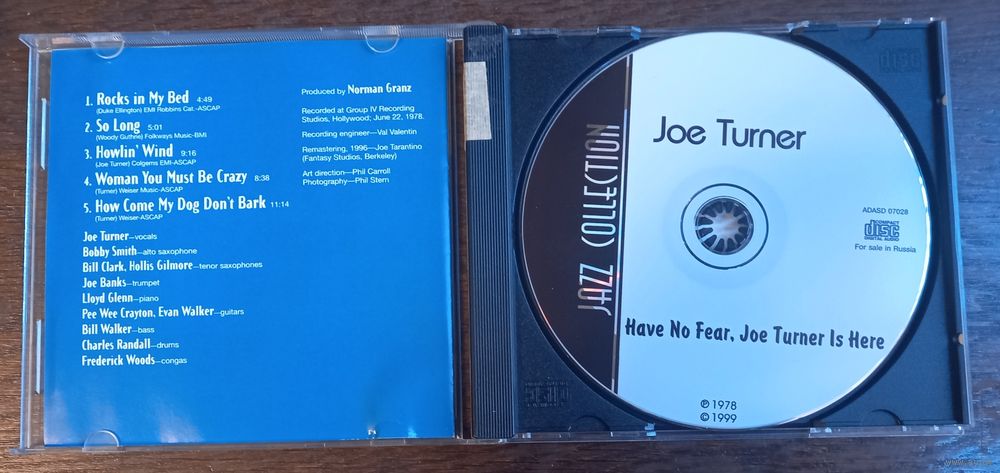 1. Rocks in My Bed 4:49
(Duke Ellington) EMI Robbins Cat.-ASCAP
2. So Long 5:01
(Woody Guthrie) Folkways Music-BMI
3. Howlin' Wind 9:16
(Joe Turner) Colgems EMI-ASCAP
4. Woman You Must Be Crazy 8:38
(Turner) Weiser Music-ASCAP
5. How Come My Dog Don't Bark 11:14
(Turner) Weiser-ASCAP
Joe Turner—vocals
Bobby Smith—alto saxophone
Bill Clark, Hollis Gilmore—tenor saxophones
Joe Banks—trumpet
Lloyd Glenn—piano
Pee Wee Crayton, Evan Walker—guitars
Bill Walker—bass
Charles Randall—drums
Frederick Woods—congas
Produced by Norman Granz
Recorded at Group IV Recording
Studios, Hollywood; June 22, 1978.
Recording engineer—Val Valentin
Remastering, 1996—Joe Tarantino
(Fantasy Studios, Berkeley)
Art direction—Phil Carroll
Photography—Phil Stern
JAZZ COLLECTION
Joe Turner
ADASD 07028
COMPACT
disc
DIGITAL AUDIO
For sale in Russia
Have No Fear, Joe Turner Is Here
℗ 1978
© 1999
disc